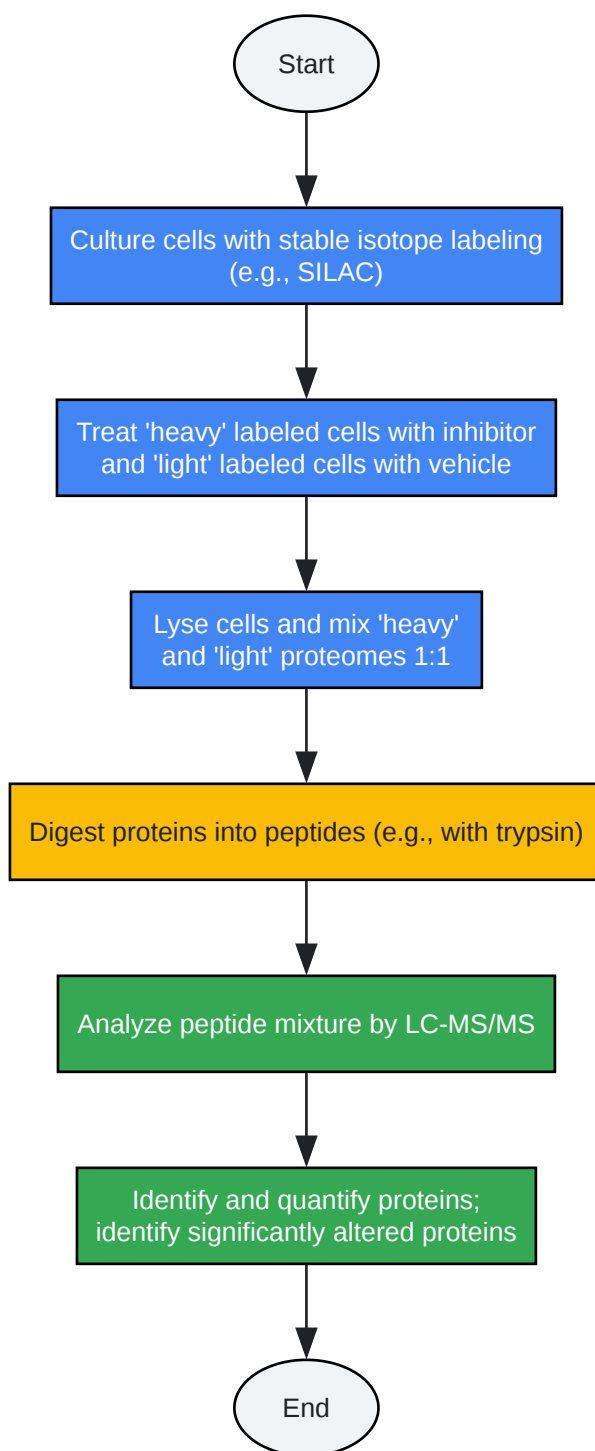 Start
Culture cells with stable isotope labeling
(e.g., SILAC)
Treat 'heavy' labeled cells with inhibitor
and 'light' labeled cells with vehicle
Lyse cells and mix 'heavy'
and 'light' proteomes 1:1
Digest proteins into peptides (e.g., with trypsin)
Analyze peptide mixture by LC-MS/MS
Identify and quantify proteins;
identify significantly altered proteins
End